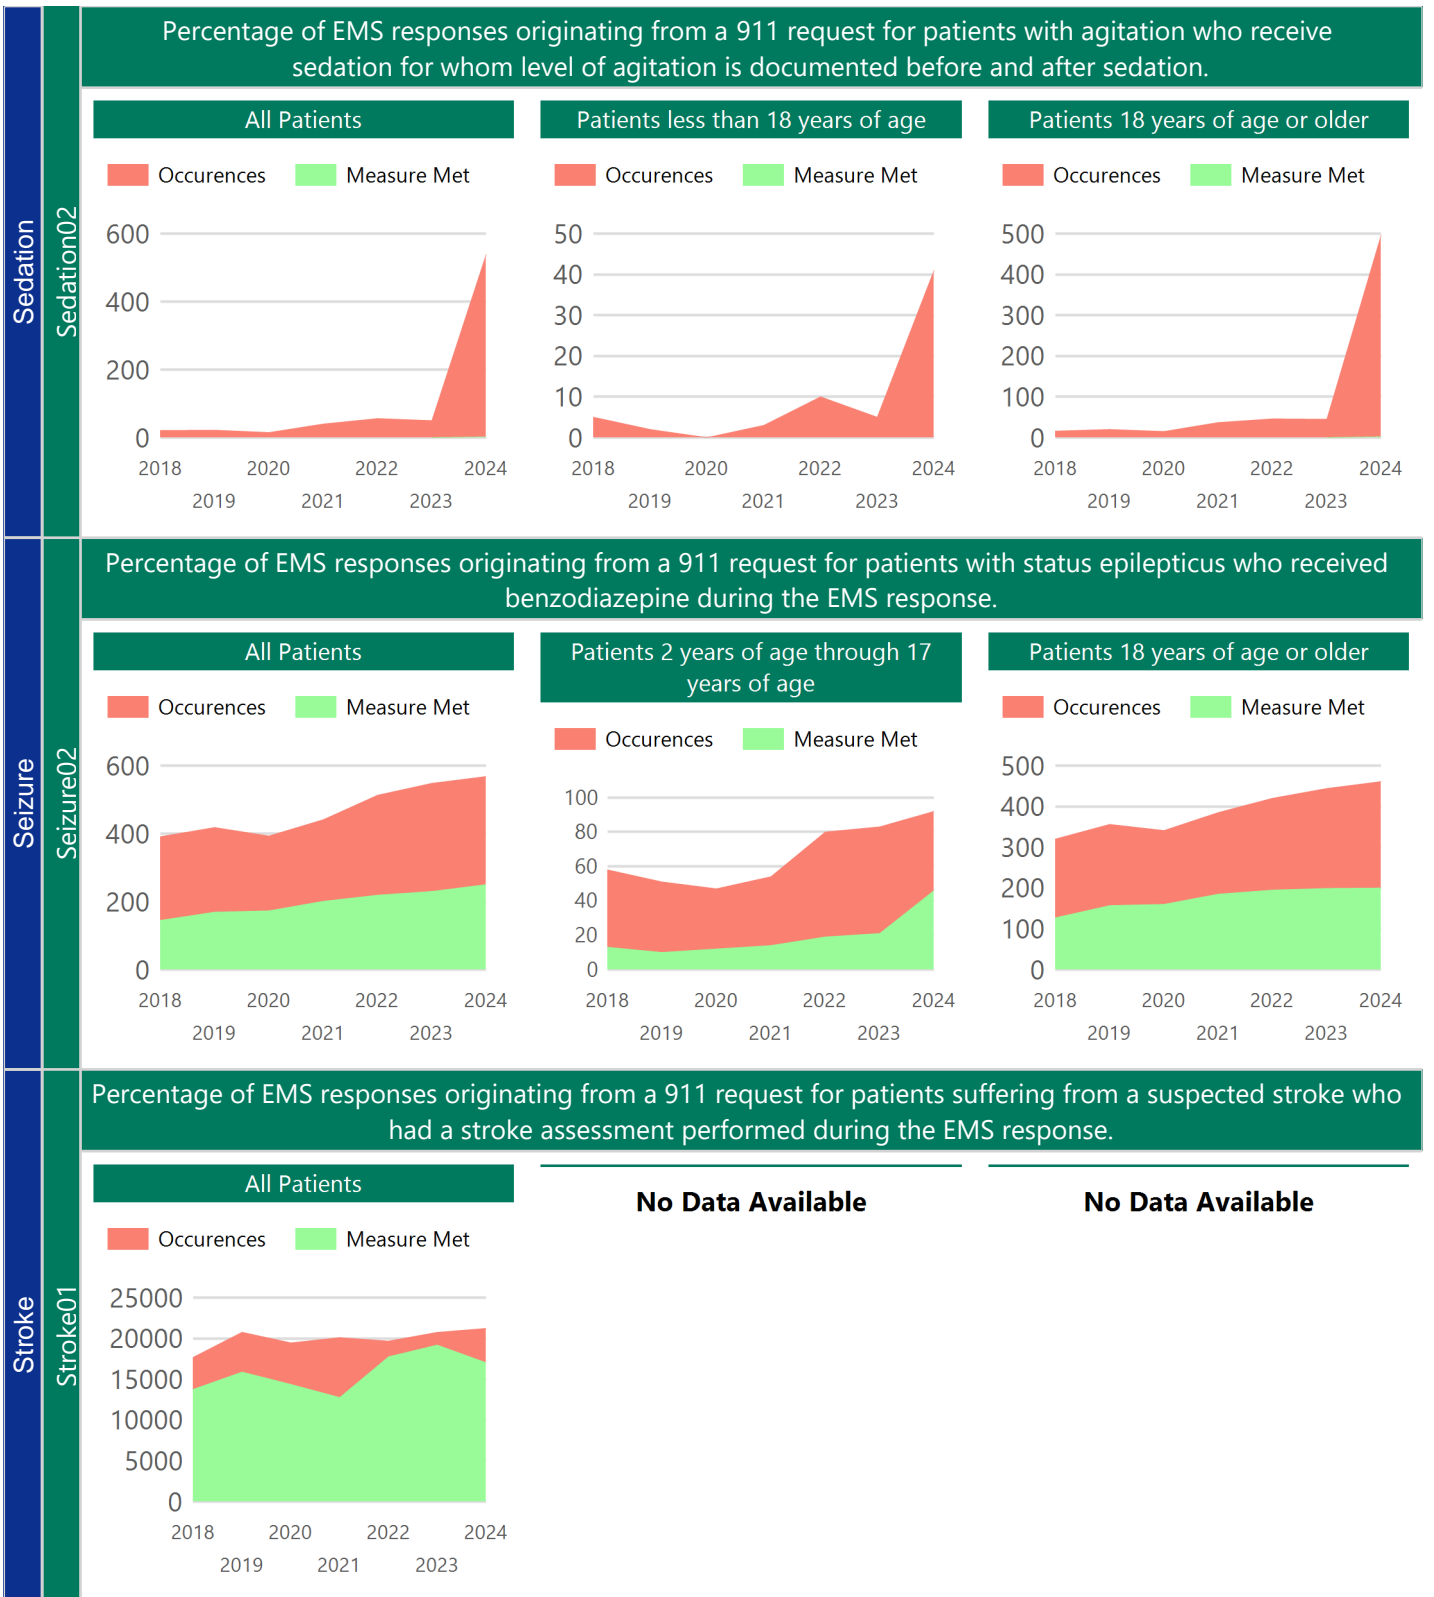 Sedation
Sedation02
Percentage of EMS responses originating from a 911 request for patients with agitation who receive
sedation for whom level of agitation is documented before and after sedation.
All Patients
Occurences Measure Met
600
400
200
0
2018 2020 2022 2024
2019 2021 2023
Patients less than 18 years of age
Occurences Measure Met
50
40
30
20
10
0
2018 2020 2022 2024
2019 2021 2023
Patients 18 years of age or older
Occurences Measure Met
500
400
300
200
100
0
2018 2020 2022 2024
2019 2021 2023
Seizure
Seizure02
Percentage of EMS responses originating from a 911 request for patients with status epilepticus who received
benzodiazepine during the EMS response.
All Patients
Occurences Measure Met
600
400
200
0
2018 2020 2022 2024
2019 2021 2023
Patients 2 years of age through 17
years of age
Occurences Measure Met
100
80
60
40
20
0
2018 2020 2022 2024
2019 2021 2023
Patients 18 years of age or older
Occurences Measure Met
500
400
300
200
100
0
2018 2020 2022 2024
2019 2021 2023
Stroke
Stroke01
Percentage of EMS responses originating from a 911 request for patients suffering from a suspected stroke who
had a stroke assessment performed during the EMS response.
All Patients
Occurences Measure Met
25000
20000
15000
10000
5000
0
2018 2020 2022 2024
2019 2021 2023
No Data Available
No Data Available